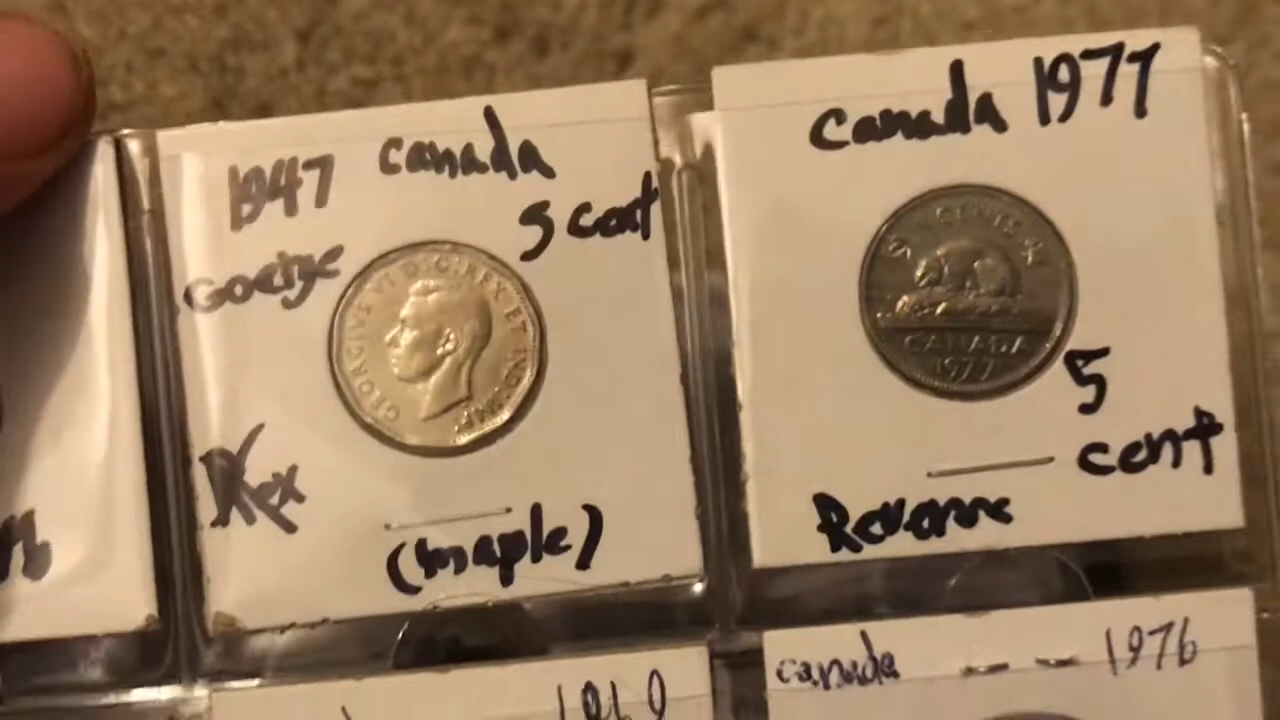 1947 Canada
5 cent
Goerge
Rex
(maple)
GEORGIVS VI D:G:REX ET IND:IMP:
Canada 1977
5 CENTS
CANADA
1977
5
cent
Reverse
canada -- 1976